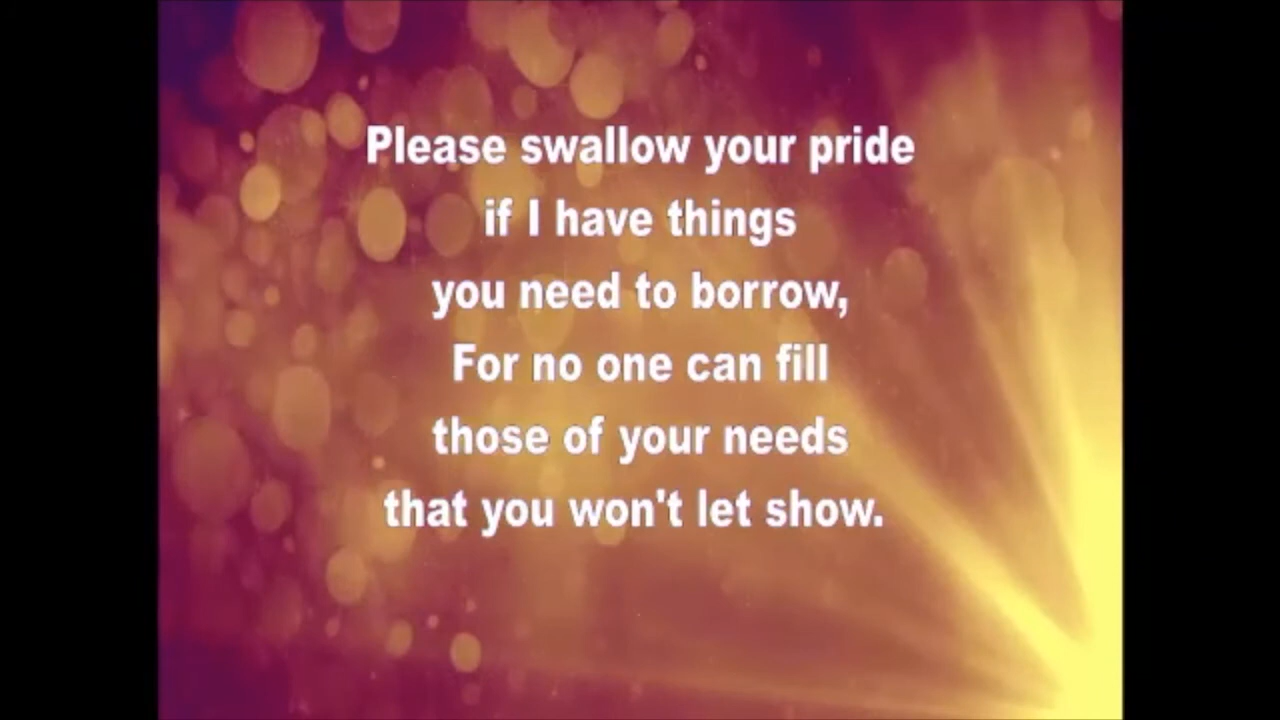 Please swallow your pride
if I have things
you need to borrow,
For no one can fill
those of your needs
that you won't let show.